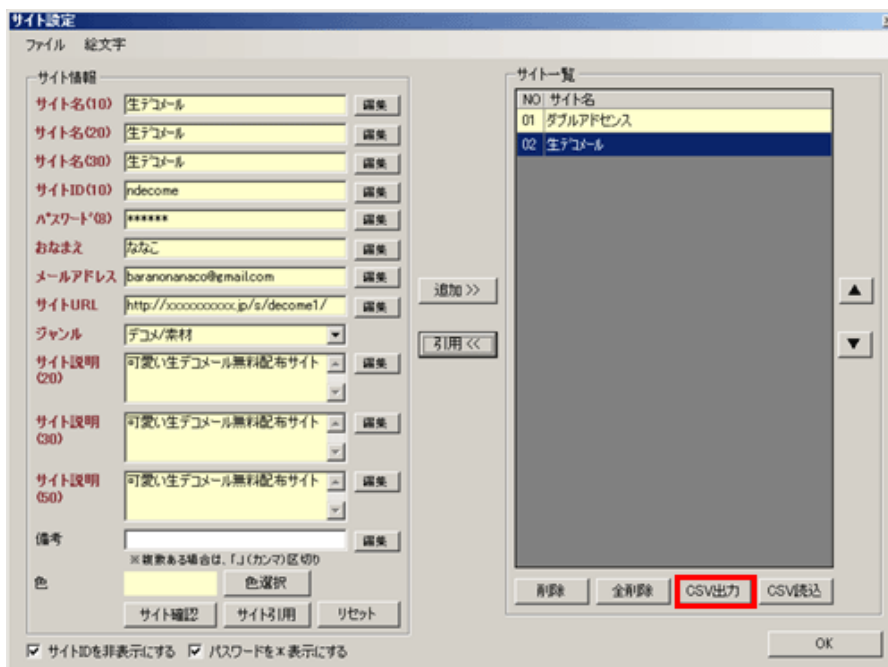 サイト設定
ファイル 絵文字
サイト情報
サイト名(10) 生デコメール 編集
サイト名(20) 生デコメール 編集
サイト名(30) 生デコメール 編集
サイトID(10) ndecome 編集
パスワード(8) ****** 編集
おなまえ ななこ 編集
メールアドレス baranonanaco@gmail.com 編集
サイトURL http://xxxxxxxxxxx.jp/s/decome1/ 編集
ジャンル デコメ/素材
サイト説明(20) 可愛い生デコメール無料配布サイト 編集
サイト説明(30) 可愛い生デコメール無料配布サイト 編集
サイト説明(50) 可愛い生デコメール無料配布サイト 編集
備考 編集
※複数ある場合は、「,」(カンマ)区切り
色 色選択
サイト確認 サイト引用 リセット
サイトIDを非表示にする パスワードを*表示にする
追加 >>
引用 <<
サイト一覧
NO サイト名
01 ダブルアドセンス
02 生デコメール
▲
▼
削除 全削除 CSV出力 CSV読込
OK